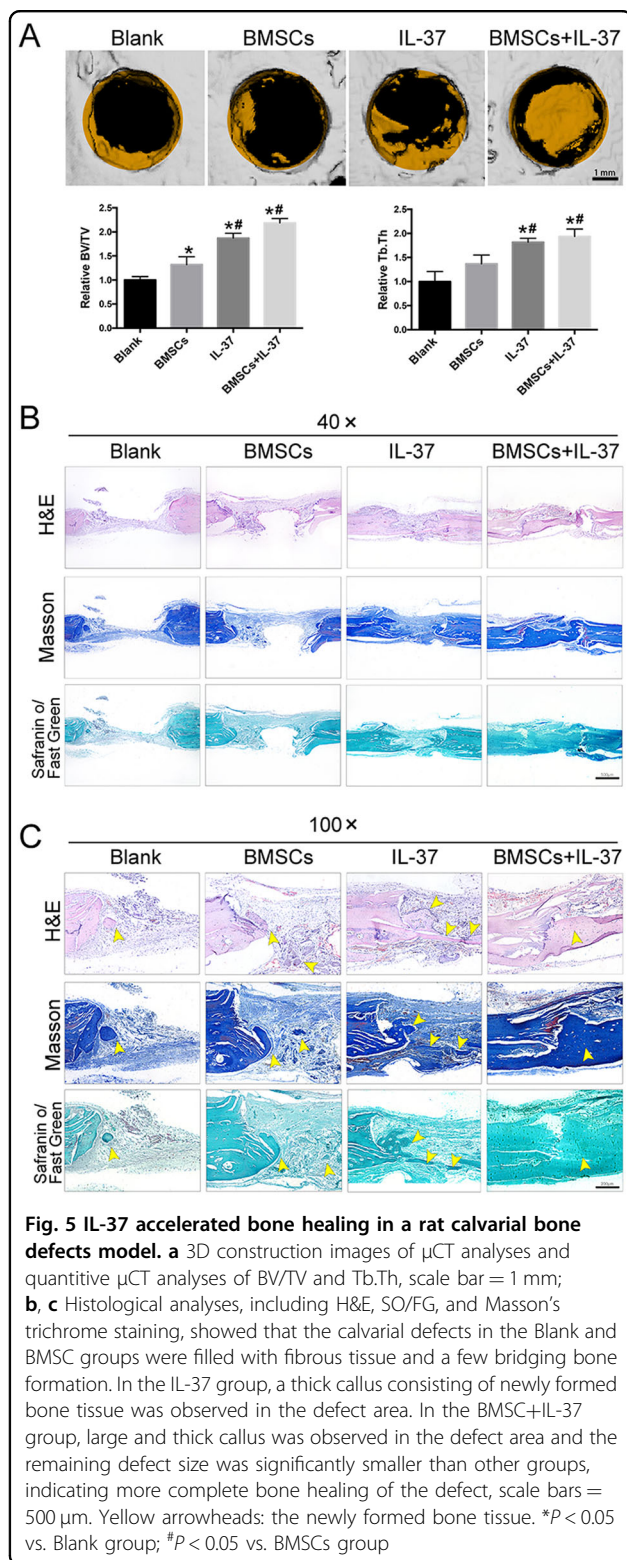 A
Blank BMSCs IL-37 BMSCs+IL-37
1 mm
Relative BV/TV
2.5
2.0
1.5
1.0
0.5
0.0
*
*#
*#
Blank
BMSCs
IL-37
BMSCs+IL-37
Relative Tb.Th
2.5
2.0
1.5
1.0
0.5
0.0
*#
*#
Blank
BMSCs
IL-37
BMSCs+IL-37
B
40 ×
Blank BMSCs IL-37 BMSCs+IL-37
H&E
Masson
Safranin o/
Fast Green
C
100 ×
Blank BMSCs IL-37 BMSCs+IL-37
H&E
Masson
Safranin o/
Fast Green
Fig. 5 IL-37 accelerated bone healing in a rat calvarial bone
defects model. a 3D construction images of μCT analyses and
quantitive μCT analyses of BV/TV and Tb.Th, scale bar = 1 mm;
b, c Histological analyses, including H&E, SO/FG, and Masson's
trichrome staining, showed that the calvarial defects in the Blank and
BMSC groups were filled with fibrous tissue and a few bridging bone
formation. In the IL-37 group, a thick callus consisting of newly formed
bone tissue was observed in the defect area. In the BMSC+IL-37
group, large and thick callus was observed in the defect area and the
remaining defect size was significantly smaller than other groups,
indicating more complete bone healing of the defect, scale bars =
500 μm. Yellow arrowheads: the newly formed bone tissue. *P < 0.05
vs. Blank group; #P < 0.05 vs. BMSCs group